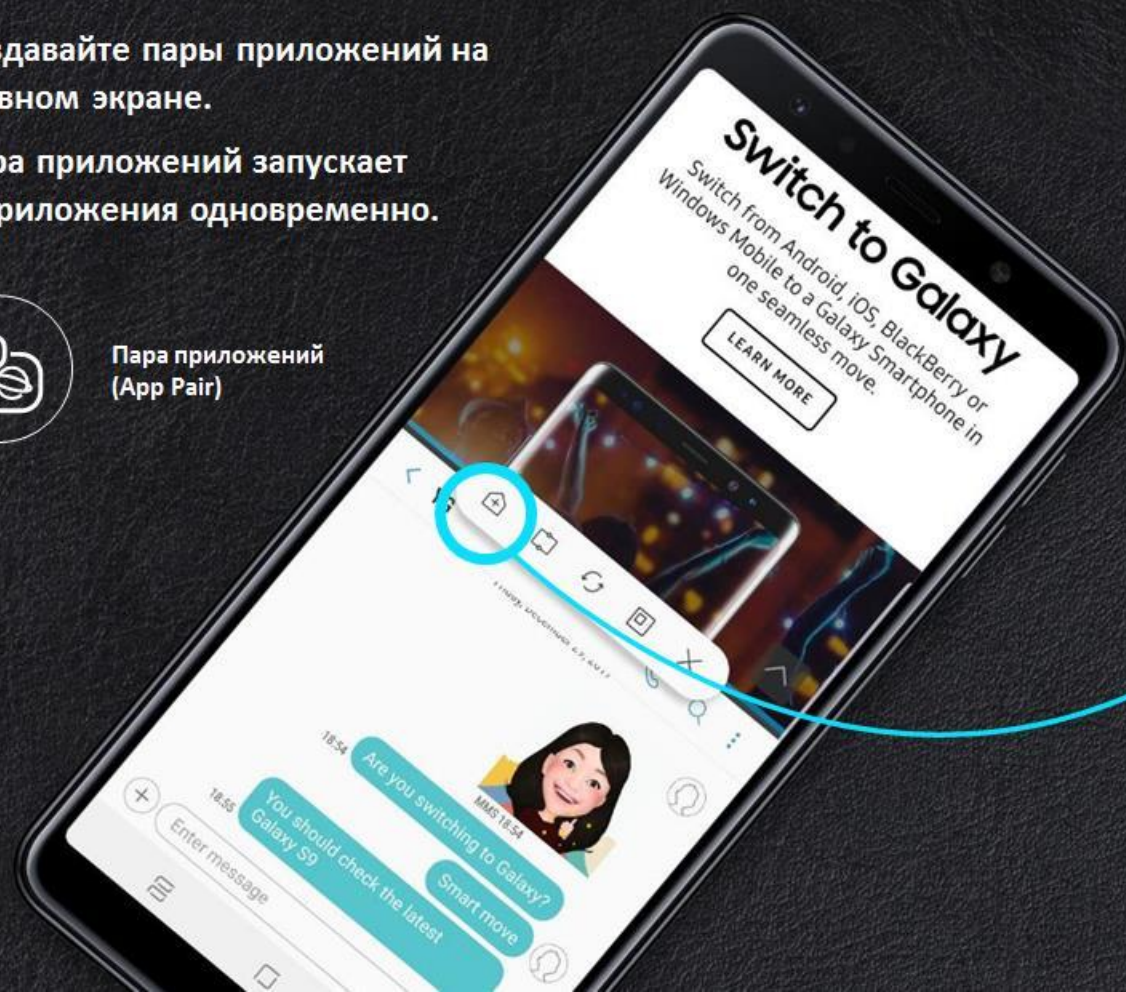 вайте пары приложений на
вном экране.
приложений запускает
риложения одновременно.
Пара приложений
(App Pair)
Switch to Galaxy
Switch from Android, iOS, BlackBerry or
Windows Mobile to a Galaxy Smartphone in
one seamless move.
LEARN MORE
MMS 18:54
18:54
Are you switching to Galaxy?
Smart move
18:55
You should check the latest
Galaxy S9
Enter message